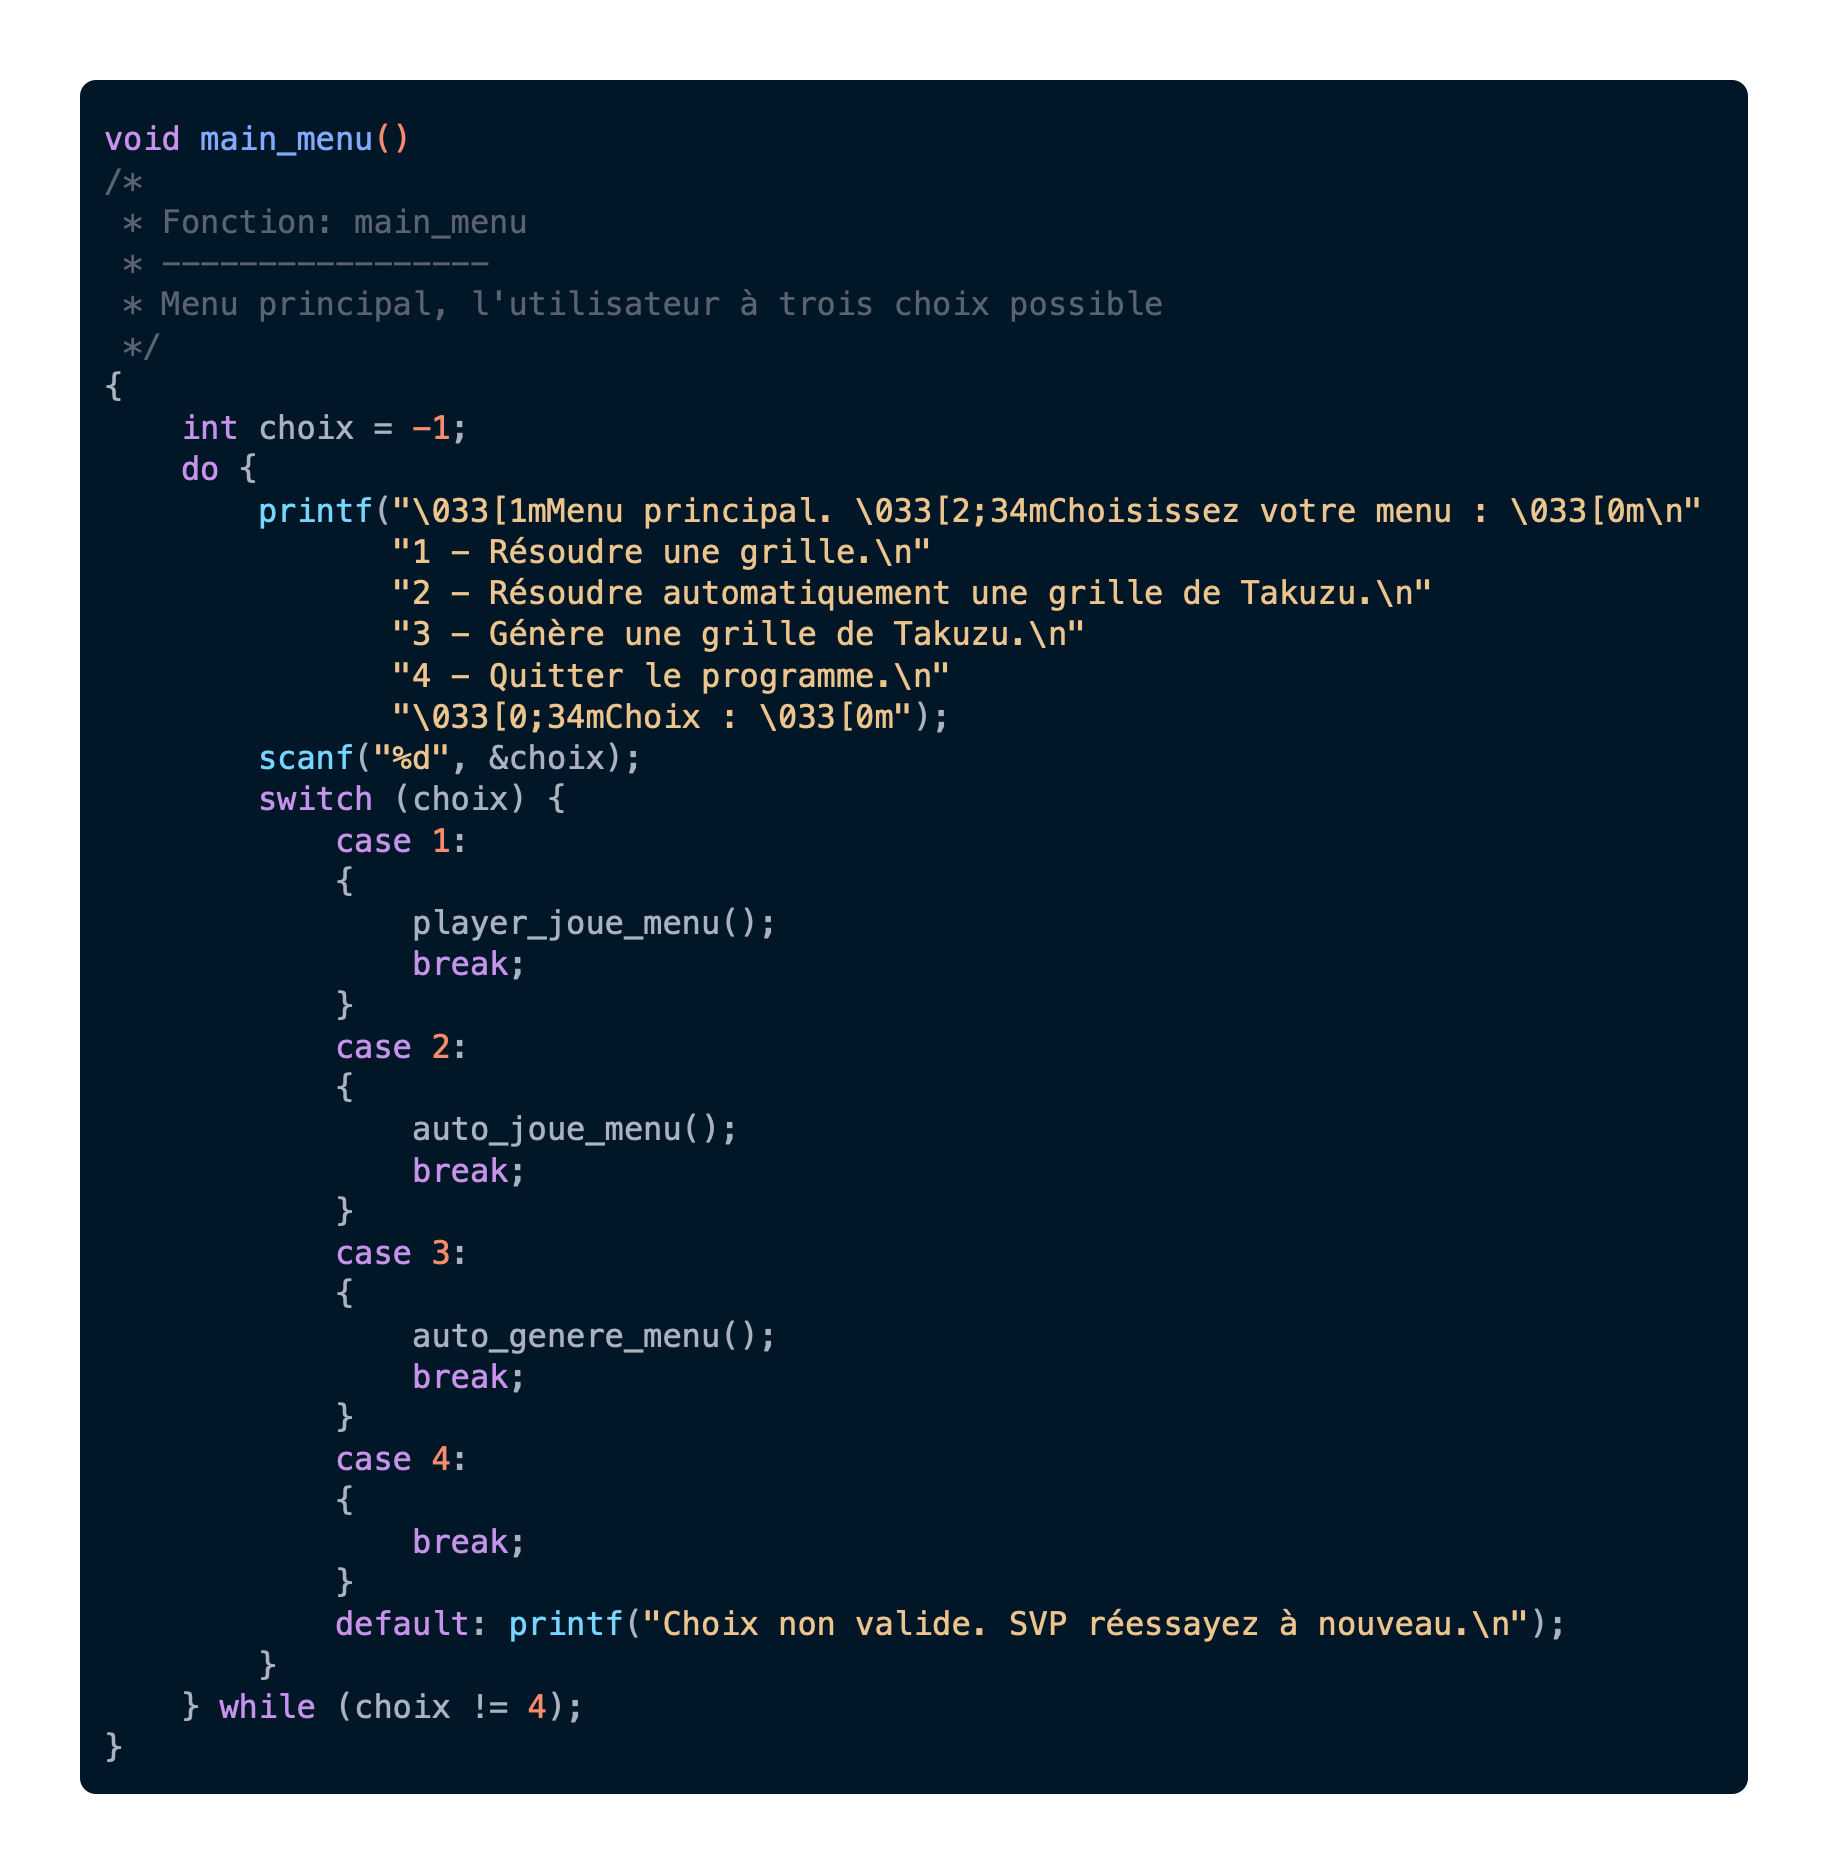 void main_menu()
/*
 * Fonction: main_menu
 * -----------------
 * Menu principal, l'utilisateur à trois choix possible
 */
{
    int choix = -1;
    do {
        printf("\033[1mMenu principal. \033[2;34mChoisissez votre menu : \033[0m\n"
               "1 - Résoudre une grille.\n"
               "2 - Résoudre automatiquement une grille de Takuzu.\n"
               "3 - Génère une grille de Takuzu.\n"
               "4 - Quitter le programme.\n"
               "\033[0;34mChoix : \033[0m");
        scanf("%d", &choix);
        switch (choix) {
            case 1:
            {
                player_joue_menu();
                break;
            }
            case 2:
            {
                auto_joue_menu();
                break;
            }
            case 3:
            {
                auto_genere_menu();
                break;
            }
            case 4:
            {
                break;
            }
            default: printf("Choix non valide. SVP réessayez à nouveau.\n");
        }
    } while (choix != 4);
}